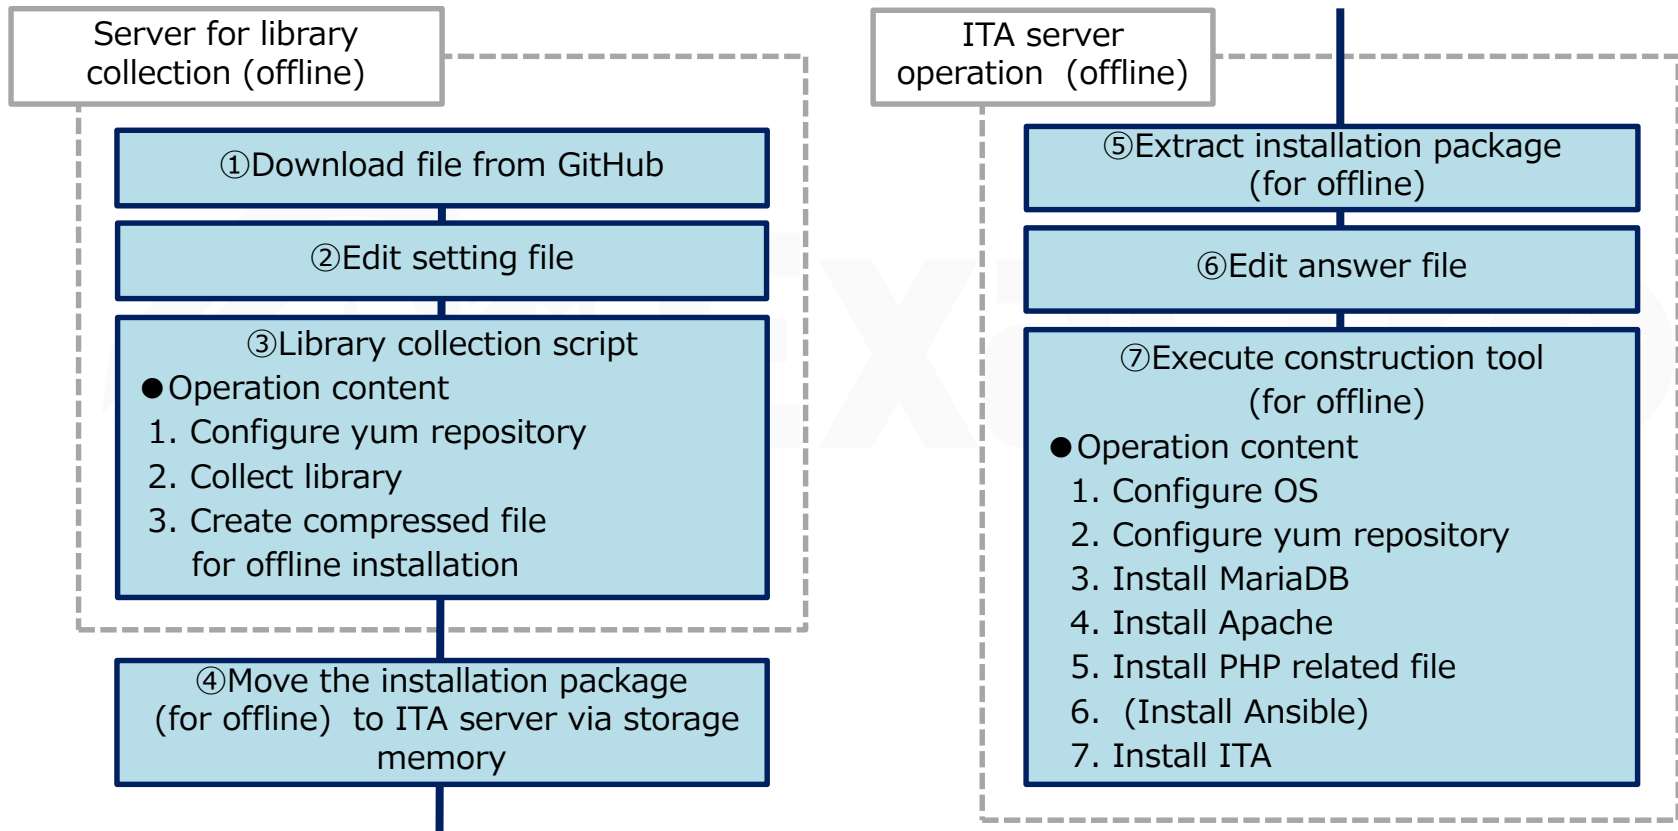 Server for library
collection (offline)
①Download file from GitHub
②Edit setting file
③Library collection script
●Operation content
1. Configure yum repository
2. Collect library
3. Create compressed file
for offline installation
④Move the installation package
(for offline) to ITA server via storage
memory
ITA server
operation (offline)
⑤Extract installation package
(for offline)
⑥Edit answer file
⑦Execute construction tool
(for offline)
●Operation content
1. Configure OS
2. Configure yum repository
3. Install MariaDB
4. Install Apache
5. Install PHP related file
6. (Install Ansible)
7. Install ITA